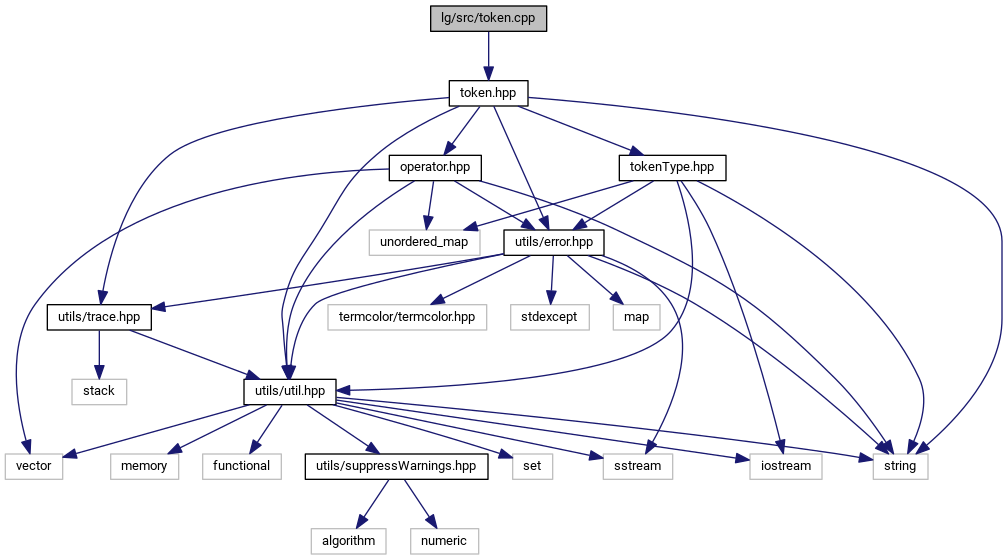 lg/src/token.cpp
token.hpp
operator.hpp
tokenType.hpp
unordered_map
utils/error.hpp
utils/trace.hpp
termcolor/termcolor.hpp
stdexcept
map
stack
utils/util.hpp
vector
memory
functional
utils/suppressWarnings.hpp
set
sstream
iostream
string
algorithm
numeric